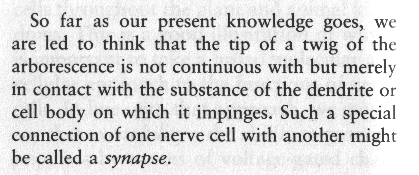 So far as our present knowledge goes, we
are led to think that the tip of a twig of the
arborescence is not continuous with but merely
in contact with the substance of the dendrite or
cell body on which it impinges. Such a special
connection of one nerve cell with another might
be called a synapse.